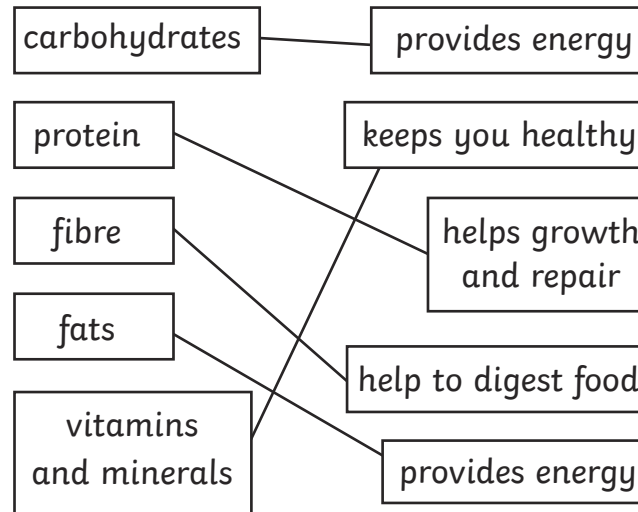 carbohydrates
provides energy
protein
keeps you healthy
fibre
helps growth
and repair
fats
help to digest food
vitamins
and minerals
provides energy